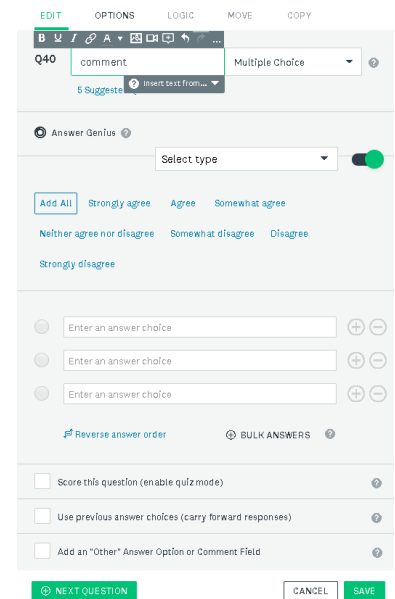 EDIT OPTIONS LOGIC MOVE COPY
B U I A ...
Q40 comment Multiple Choice
Insert text from...
5 Suggeste
Answer Genius
Select type
Add All Strongly agree Agree Somewhat agree
Neither agree nor disagree Somewhat disagree Disagree
Strongly disagree
Enter an answer choice
Enter an answer choice
Enter an answer choice
Reverse answer order BULK ANSWERS
Score this question (enable quiz mode)
Use previous answer choices (carry forward responses)
Add an "Other" Answer Option or Comment Field
NEXT QUESTION CANCEL SAVE